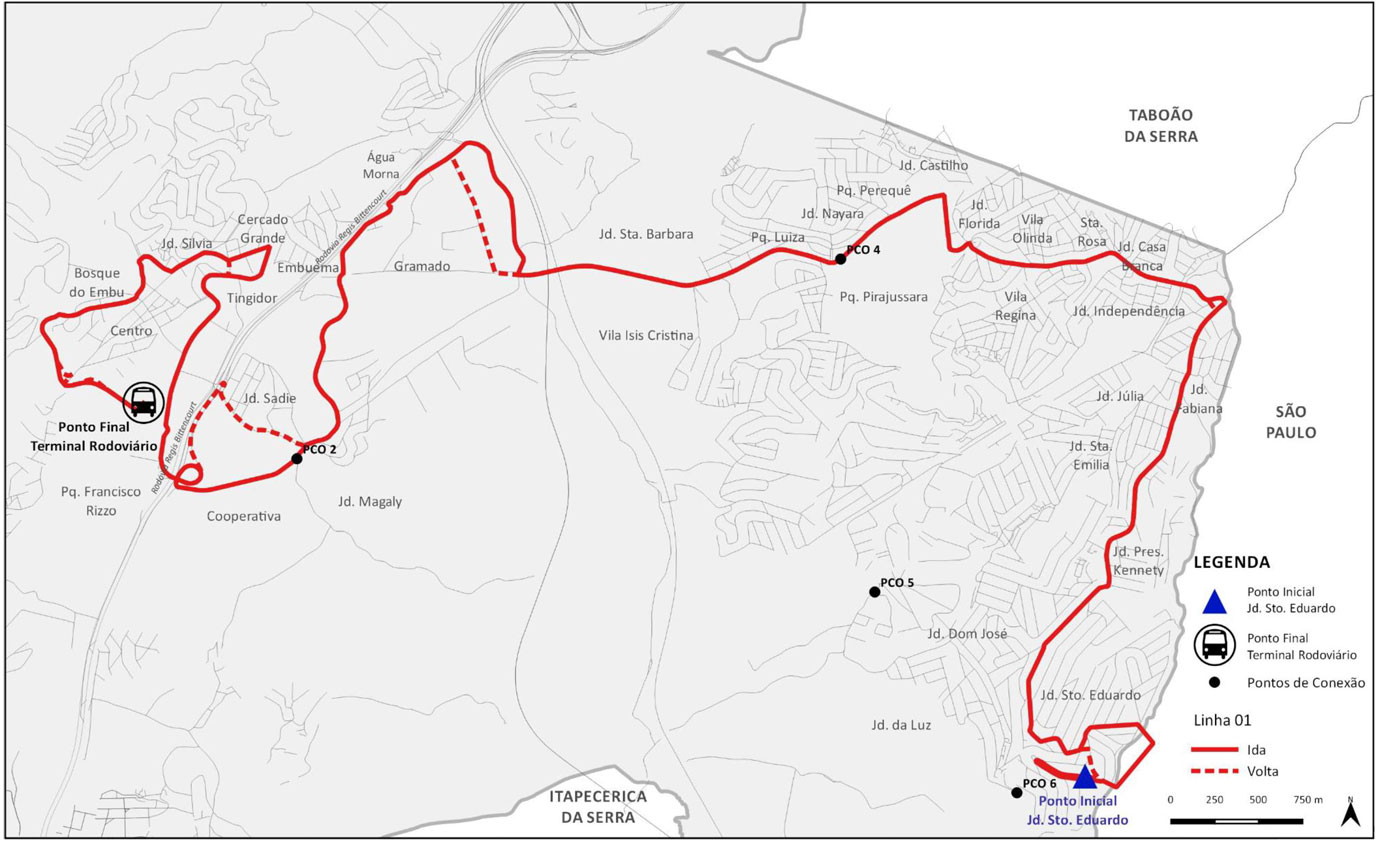 TABOÃO
DA SERRA
Jd. Castilho
Água
Morna
Pq. Perequê
Jd. Nayara
Jd.
Florida
Vila
Olinda
Sta.
Rosa
Cercado
Grande
Jd. Silvia
Rodovia Regis Bittencourt
Jd. Sta. Barbara
Pq. Luiza
PCO 4
Jd. Casa
Branca
Bosque
do Embu
Embuema
Gramado
Tingidor
Pq. Pirajussara
Vila
Regina
Jd. Independência
Centro
Vila Isis Cristina
Jd. Sadie
Jd. Júlia
Jd.
Fabiana
SÃO
PAULO
Ponto Final
Terminal Rodoviário
Rodovia Regis Bittencourt
PCO 2
Jd. Sta.
Emilia
Pq. Francisco
Rizzo
Jd. Magaly
Cooperativa
Jd. Pres.
Kennety
PCO 5
Jd. Dom José
Jd. Sto. Eduardo
Jd. da Luz
PCO 6
Ponto Inicial
Jd. Sto. Eduardo
ITAPECERICA
DA SERRA
LEGENDA
Ponto Inicial
Jd. Sto. Eduardo
Ponto Final
Terminal Rodoviário
Pontos de Conexão
Linha 01
Ida
Volta
0 250 500 750 m
N